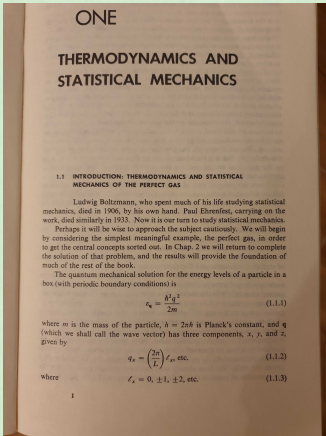 ONE
THERMODYNAMICS AND
STATISTICAL MECHANICS
1.1 INTRODUCTION: THERMODYNAMICS AND STATISTICAL
MECHANICS OF THE PERFECT GAS
Ludwig Boltzmann, who spent much of his life studying statistical
mechanics, died in 1906, by his own hand. Paul Ehrenfest, carrying on the
work, died similarly in 1933. Now it is our turn to study statistical mechanics.
Perhaps it will be wise to approach the subject cautiously. We will begin
by considering the simplest meaningful example, the perfect gas, in order
to get the central concepts sorted out. In Chap. 2 we will return to complete
the solution of that problem, and the results will provide the foundation of
much of the rest of the book.
The quantum mechanical solution for the energy levels of a particle in a
box (with periodic boundary conditions) is
ε_q = ħ²q² / 2m (1.1.1)
where m is the mass of the particle, h = 2πħ is Planck's constant, and q
(which we shall call the wave vector) has three components, x, y, and z,
given by
q_x = (2π / L) ℓ_x, etc. (1.1.2)
where ℓ_x = 0, ±1, ±2, etc. (1.1.3)
1